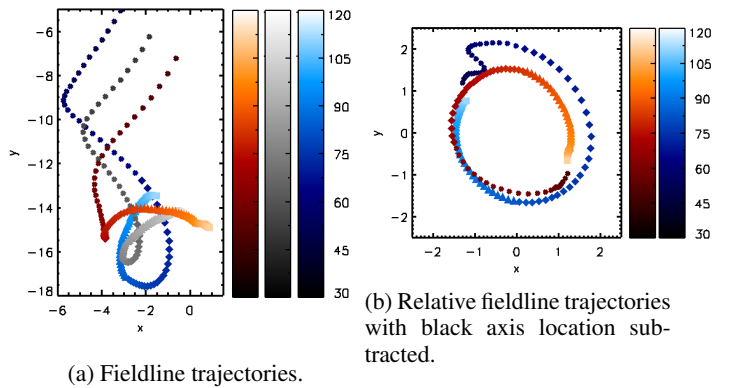 -6
-8
-10
-12
-14
-16
-18
y
-6 -4 -2 0
x
120
105
90
75
60
45
30
(a) Fieldline trajectories.
2
1
0
-1
-2
y
-2 -1 0 1 2
x
120
105
90
75
60
45
30
(b) Relative fieldline trajectories
with black axis location sub-
tracted.